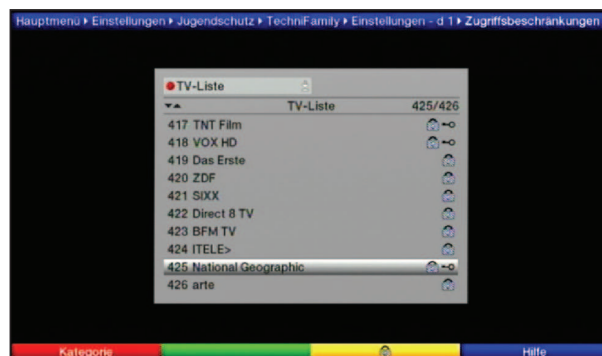 Hauptmenü Einstellungen Jugendschutz TechniFamily Einstellungen - d 1 Zugriffsbeschränkungen
TV-Liste
TV-Liste 425/426
417 TNT Film
418 VOX HD
419 Das Erste
420 ZDF
421 SIXX
422 Direct 8 TV
423 BFM TV
424 ITELE>
425 National Geographic
426 arte
Kategorie Hilfe